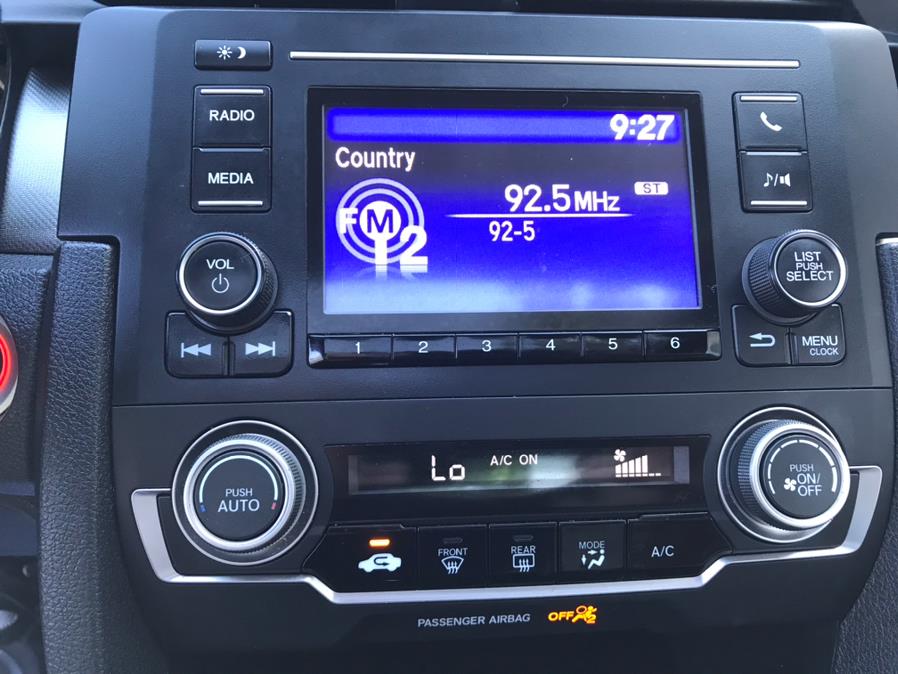 RADIO
MEDIA
VOL
9:27
Country
FM
12
92.5MHz
ST
92-5
LIST
PUSH
SELECT
MENU
CLOCK
1 2 3 4 5 6
PUSH
AUTO
Lo
A/C ON
PUSH
ON/
OFF
FRONT
REAR
MODE
A/C
PASSENGER AIRBAG OFF 2